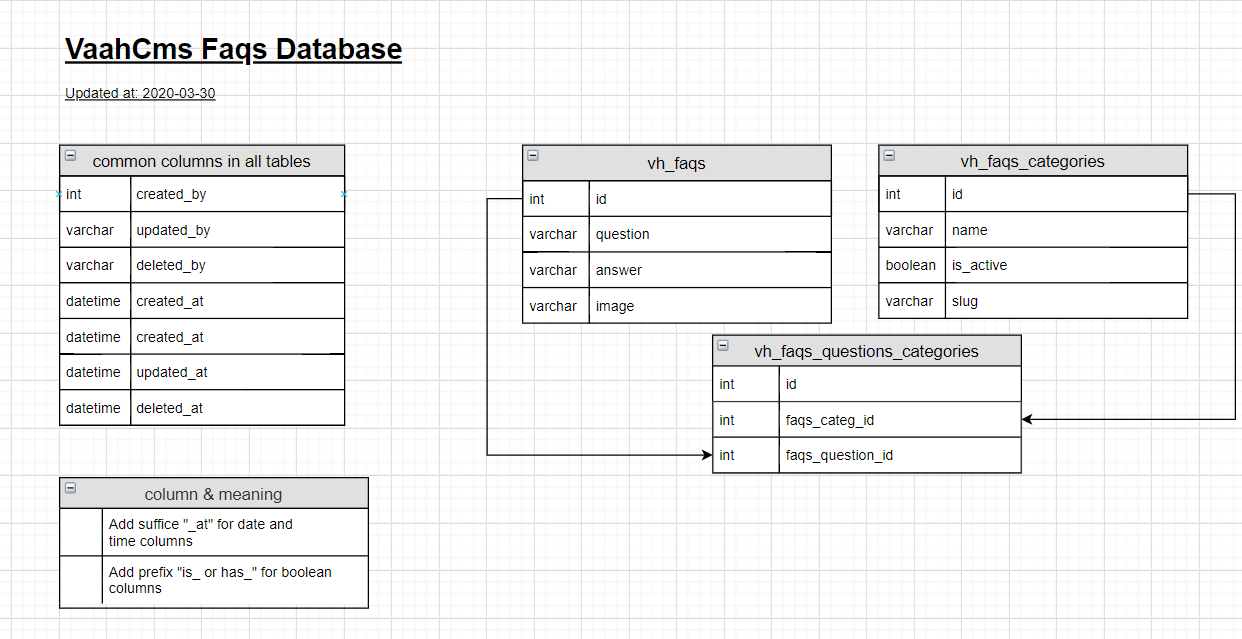 VaahCms Faqs Database
Updated at: 2020-03-30
common columns in all tables
int created_by
varchar updated_by
varchar deleted_by
datetime created_at
datetime created_at
datetime updated_at
datetime deleted_at
vh_faqs
int id
varchar question
varchar answer
varchar image
vh_faqs_categories
int id
varchar name
boolean is_active
varchar slug
vh_faqs_questions_categories
int id
int faqs_categ_id
int faqs_question_id
column & meaning
Add suffice "_at" for date and
time columns
Add prefix "is_ or has_" for boolean
columns